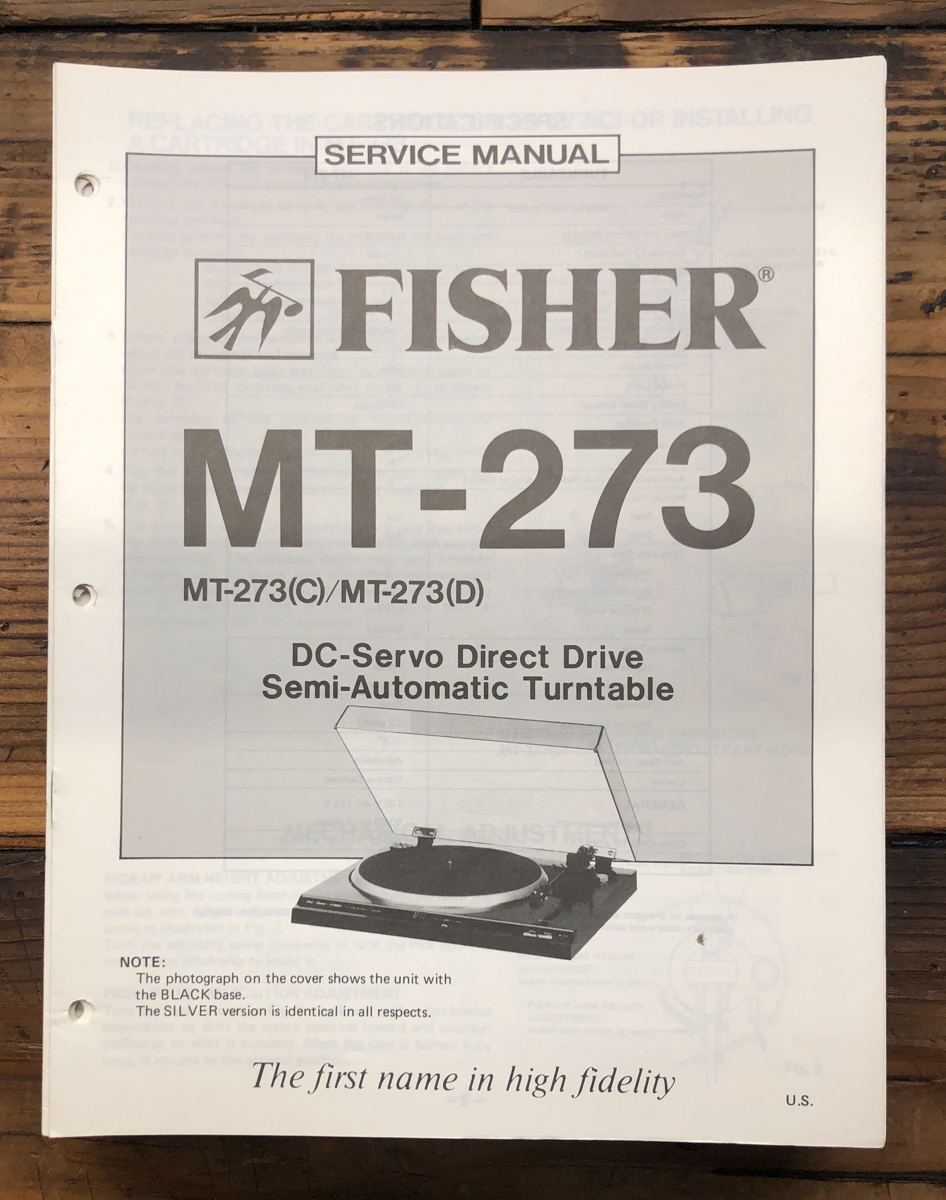 SERVICE MANUAL
FISHER®
MT-273
MT-273(C)/MT-273(D)
DC-Servo Direct Drive
Semi-Automatic Turntable
NOTE:
The photograph on the cover shows the unit with
the BLACK base.
The SILVER version is identical in all respects.
The first name in high fidelity
U.S.